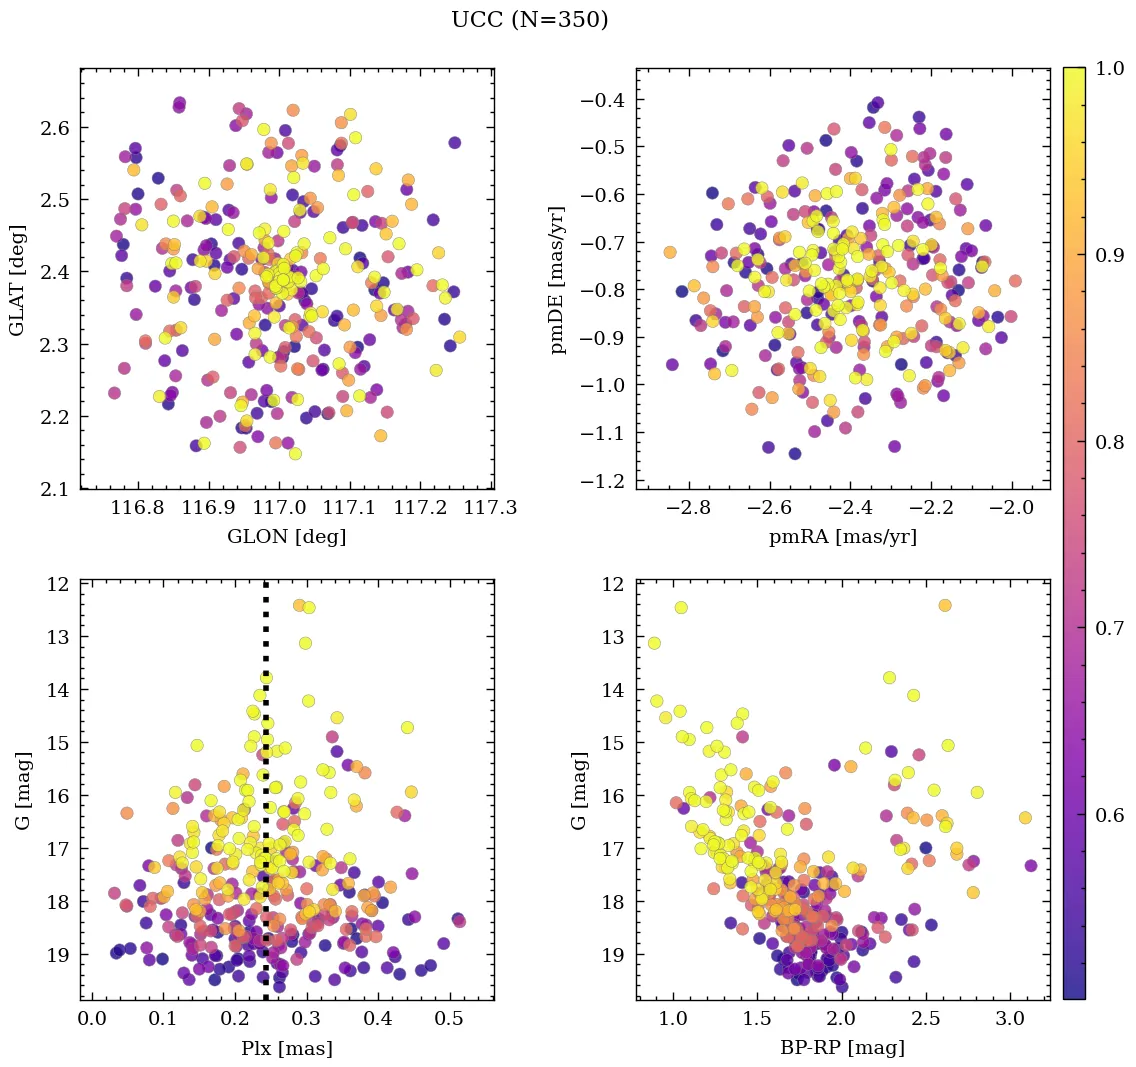 UCC (N=350)
2.6
2.5
2.4
2.3
2.2
2.1
GLAT [deg]
116.8 116.9 117.0 117.1 117.2 117.3
GLON [deg]
−0.4
−0.5
−0.6
−0.7
−0.8
−0.9
−1.0
−1.1
−1.2
pmDE [mas/yr]
−2.8 −2.6 −2.4 −2.2 −2.0
pmRA [mas/yr]
1.0
0.9
0.8
0.7
0.6
12
13
14
15
16
17
18
19
G [mag]
0.0 0.1 0.2 0.3 0.4 0.5
Plx [mas]
12
13
14
15
16
17
18
19
G [mag]
1.0 1.5 2.0 2.5 3.0
BP-RP [mag]